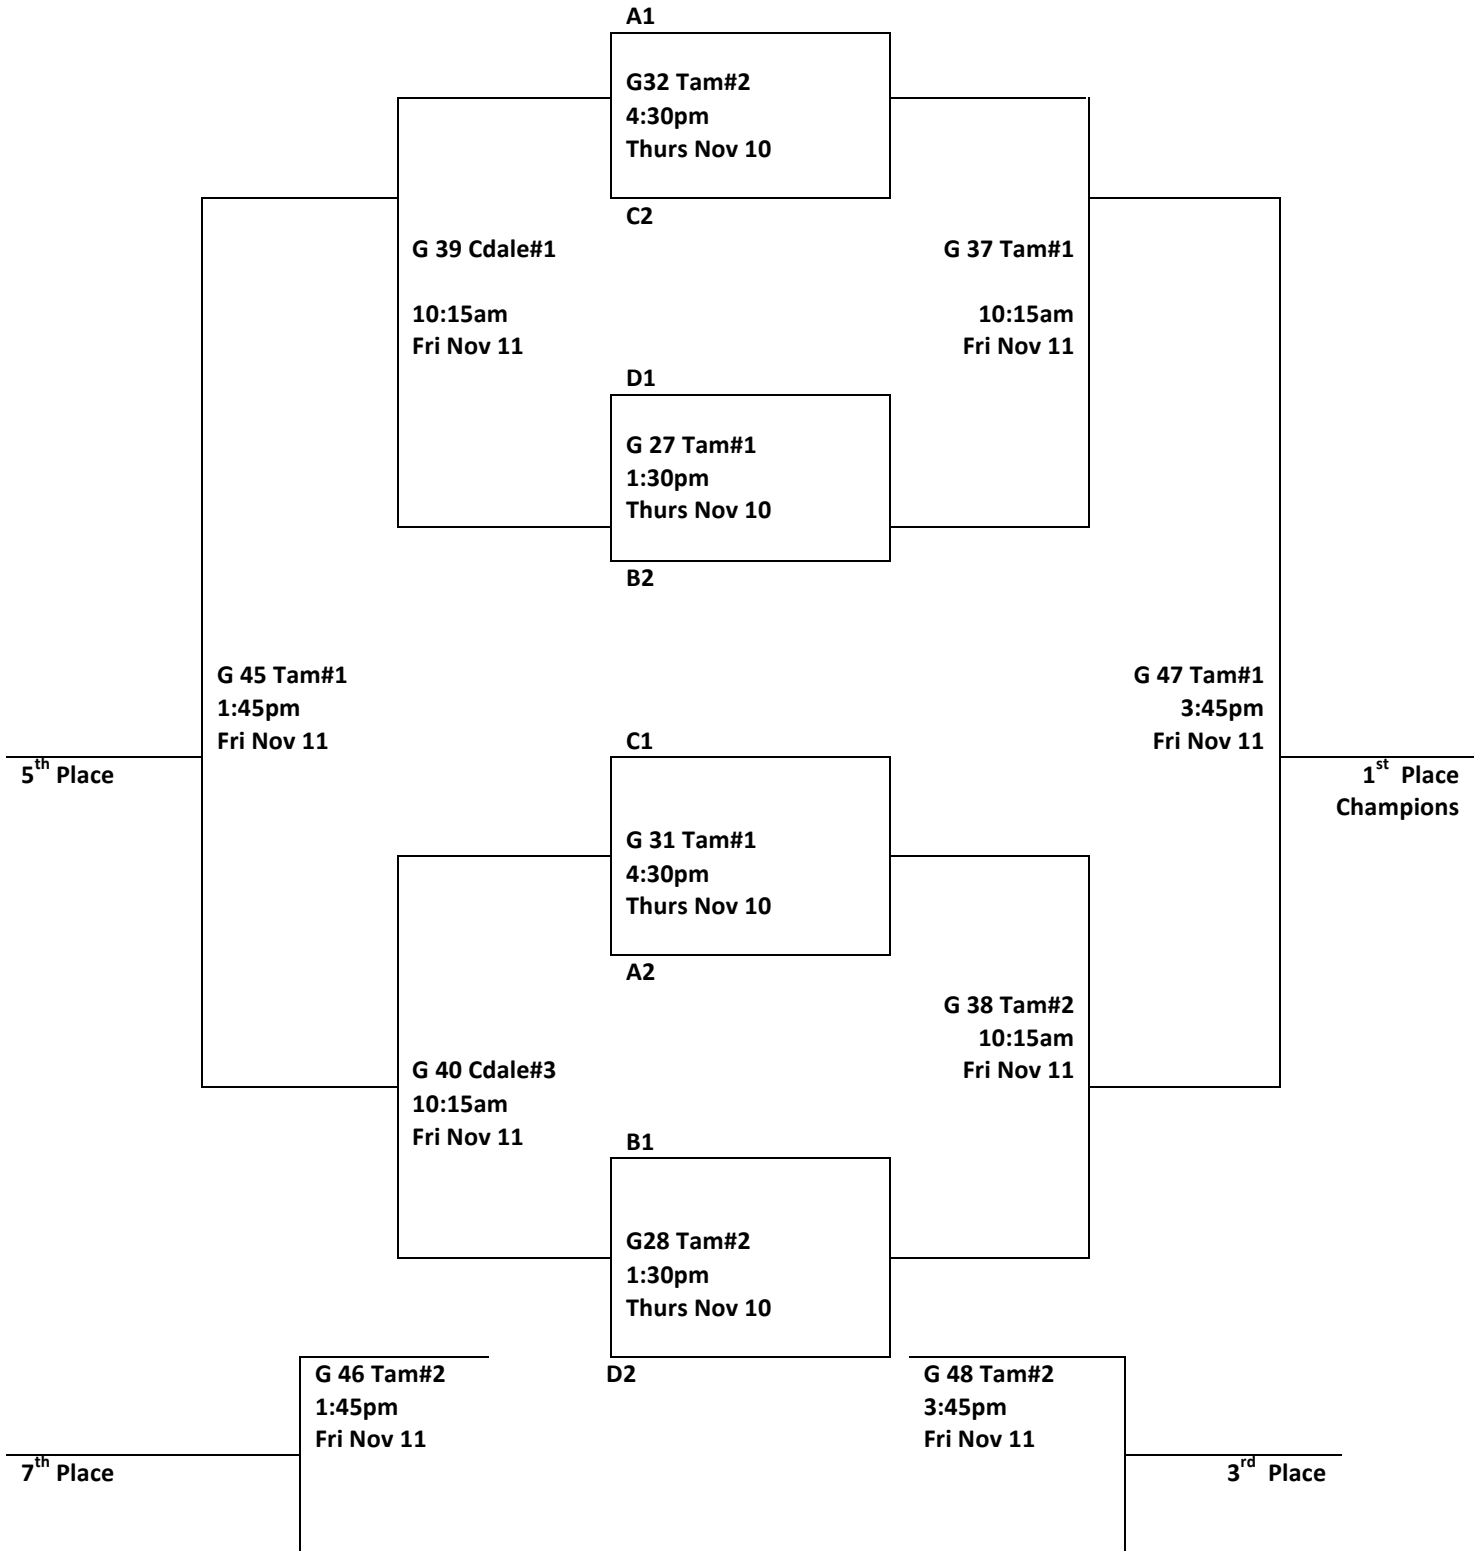 A1
G32 Tam#2
4:30pm
Thurs Nov 10
C2
G 39 Cdale#1
10:15am
Fri Nov 11
G 37 Tam#1
10:15am
Fri Nov 11
D1
G 27 Tam#1
1:30pm
Thurs Nov 10
B2
G 45 Tam#1
1:45pm
Fri Nov 11
G 47 Tam#1
3:45pm
Fri Nov 11
5th Place
C1
1st Place
Champions
G 31 Tam#1
4:30pm
Thurs Nov 10
A2
G 38 Tam#2
10:15am
Fri Nov 11
G 40 Cdale#3
10:15am
Fri Nov 11
B1
G28 Tam#2
1:30pm
Thurs Nov 10
D2
G 46 Tam#2
1:45pm
Fri Nov 11
G 48 Tam#2
3:45pm
Fri Nov 11
7th Place
3rd Place